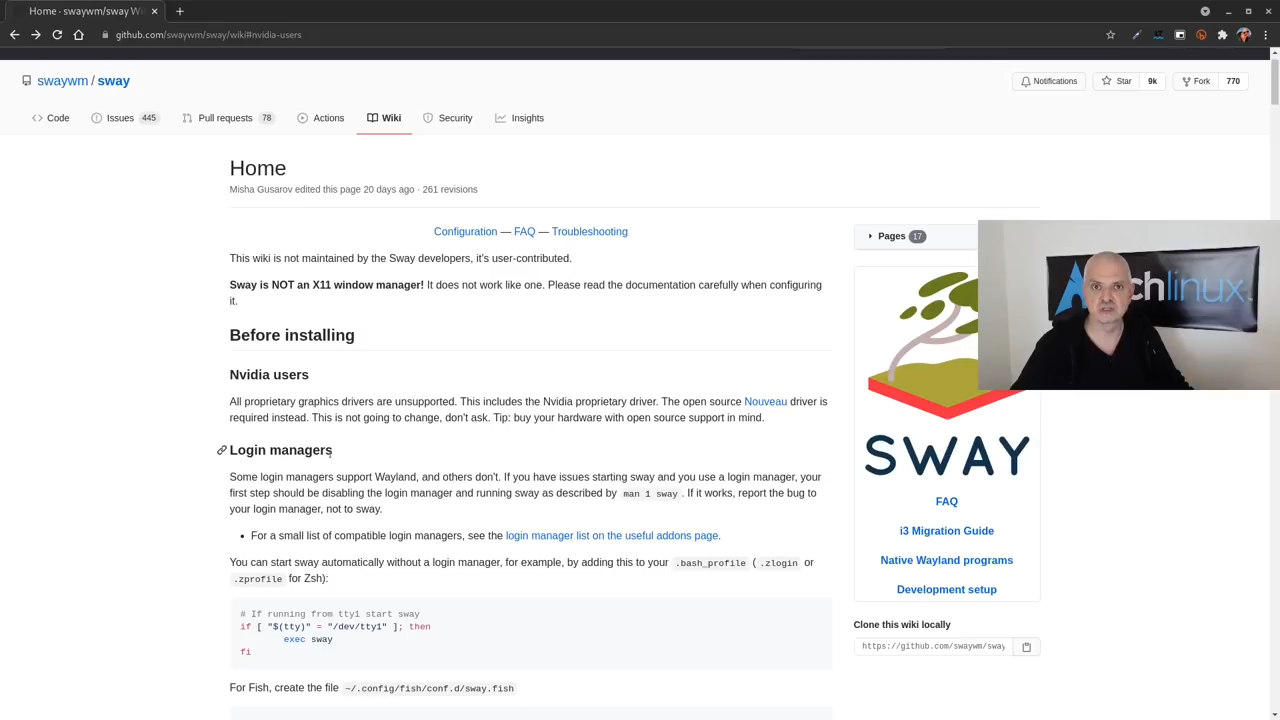 Home · swaywm/sway Wi
github.com/swaywm/sway/wiki#nvidia-users
swaywm / sway
Notifications
Star 9k
Fork 770
Code
Issues 445
Pull requests 78
Actions
Wiki
Security
Insights
Home
Misha Gusarov edited this page 20 days ago · 261 revisions
Configuration — FAQ — Troubleshooting
This wiki is not maintained by the Sway developers, it's user-contributed.
Sway is NOT an X11 window manager! It does not work like one. Please read the documentation carefully when configuring
it.
Before installing
Nvidia users
All proprietary graphics drivers are unsupported. This includes the Nvidia proprietary driver. The open source Nouveau driver is
required instead. This is not going to change, don't ask. Tip: buy your hardware with open source support in mind.
Login managers
Some login managers support Wayland, and others don't. If you have issues starting sway and you use a login manager, your
first step should be disabling the login manager and running sway as described by man 1 sway . If it works, report the bug to
your login manager, not to sway.
• For a small list of compatible login managers, see the login manager list on the useful addons page.
You can start sway automatically without a login manager, for example, by adding this to your .bash_profile ( .zlogin or
.zprofile for Zsh):
# If running from tty1 start sway
if [ "$(tty)" = "/dev/tty1" ]; then
exec sway
fi
For Fish, create the file ~/.config/fish/conf.d/sway.fish
Pages 17
ch linux
SWAY
FAQ
i3 Migration Guide
Native Wayland programs
Development setup
Clone this wiki locally
https://github.com/swaywm/sway